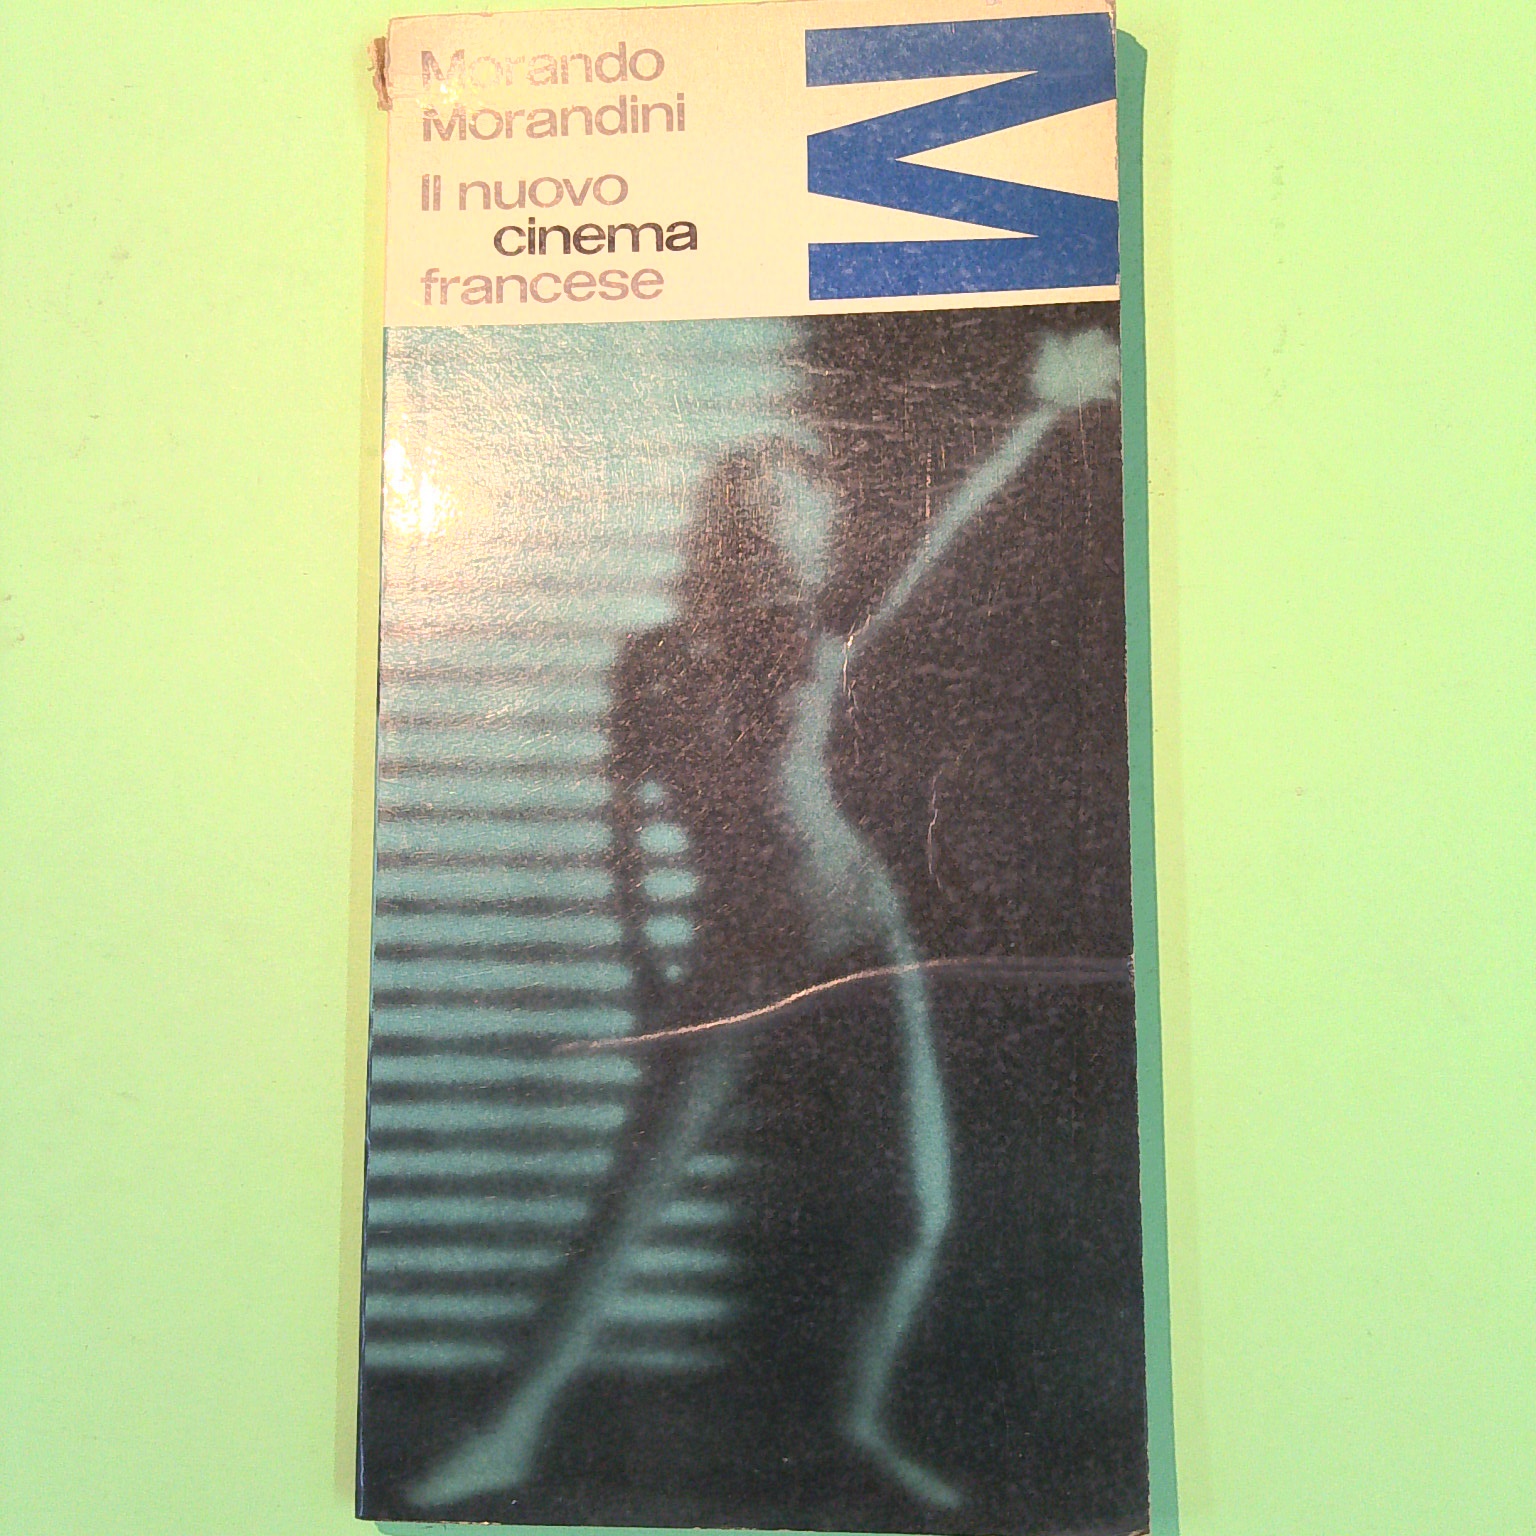 Morando
Morandini
Il nuovo
cinema
francese
M